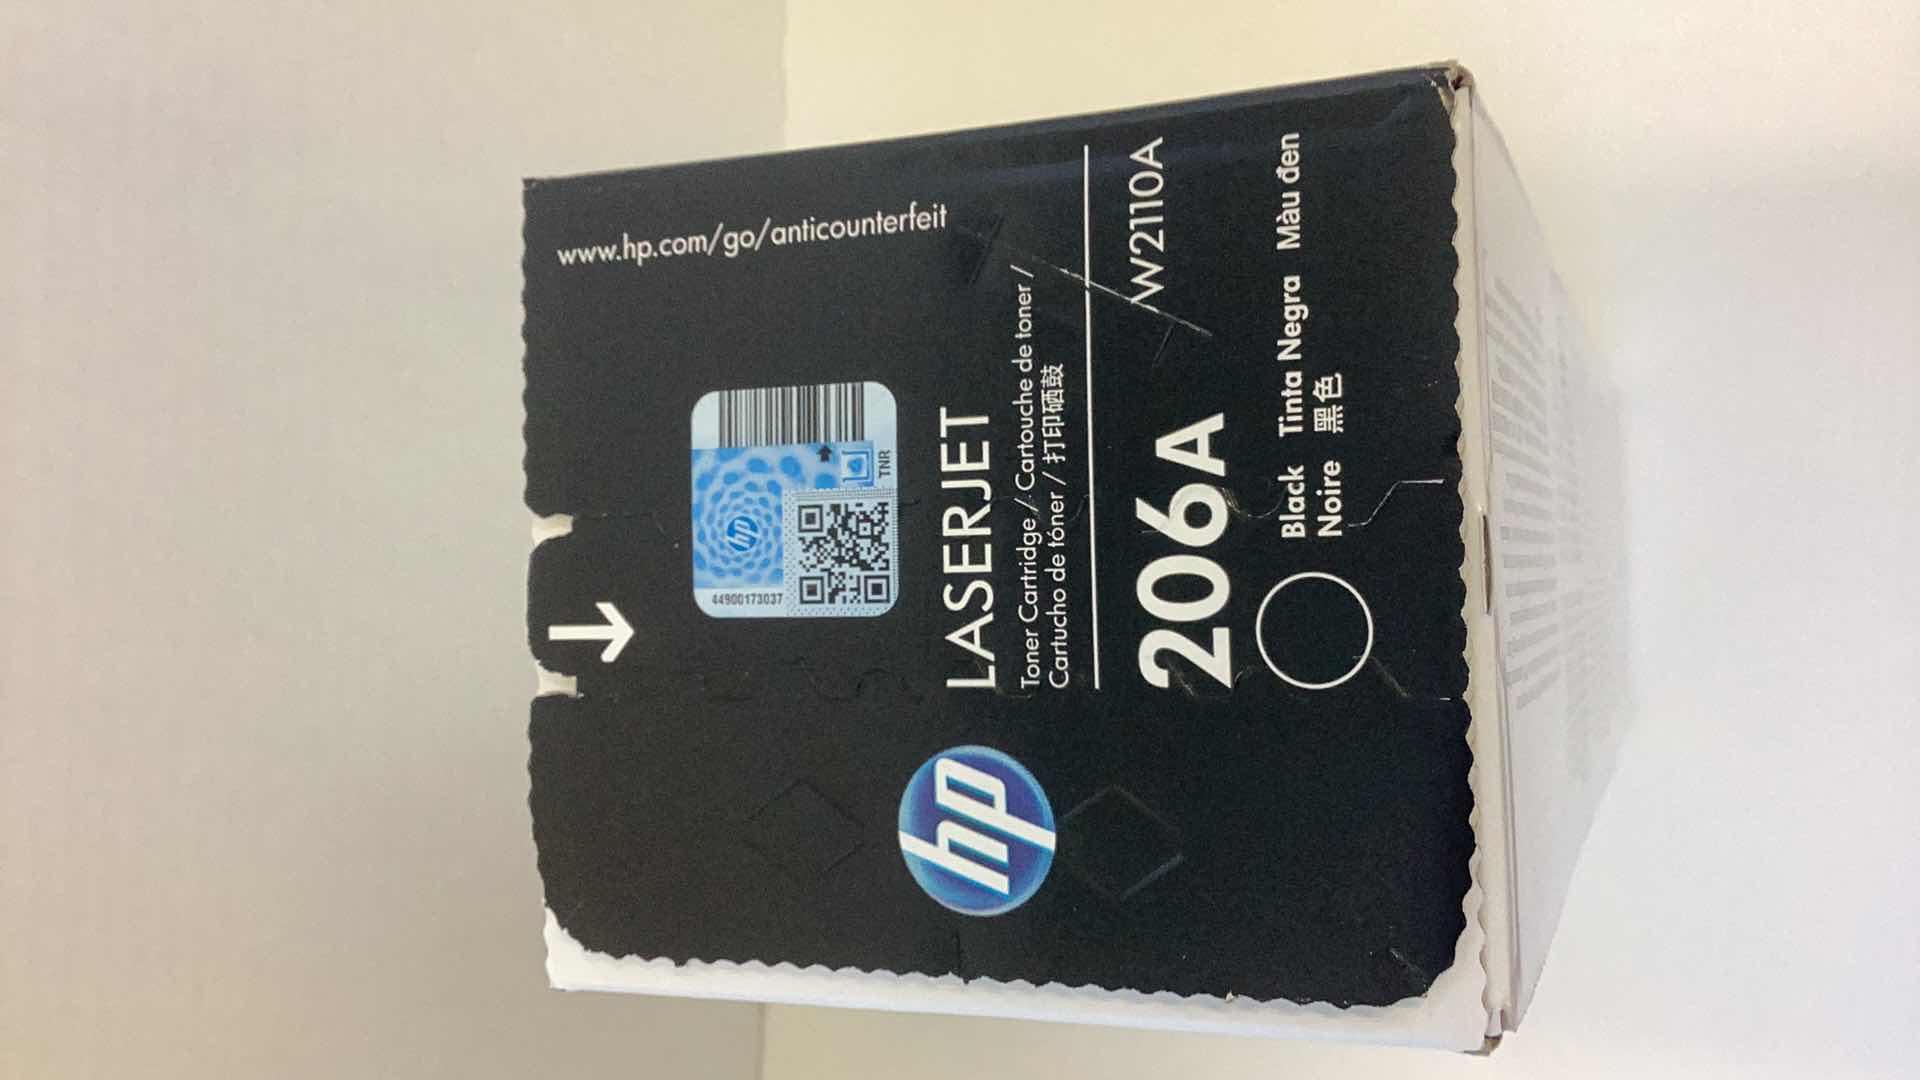 www.hp.com/go/anticounterfeit
44900173037
hp
TNR
hp
LASERJET
Toner Cartridge / Cartouche de toner /
Cartucho de tóner / 打印硒鼓
206A
W2110A
Black Tinta Negra Màu đen
Noire 黑色